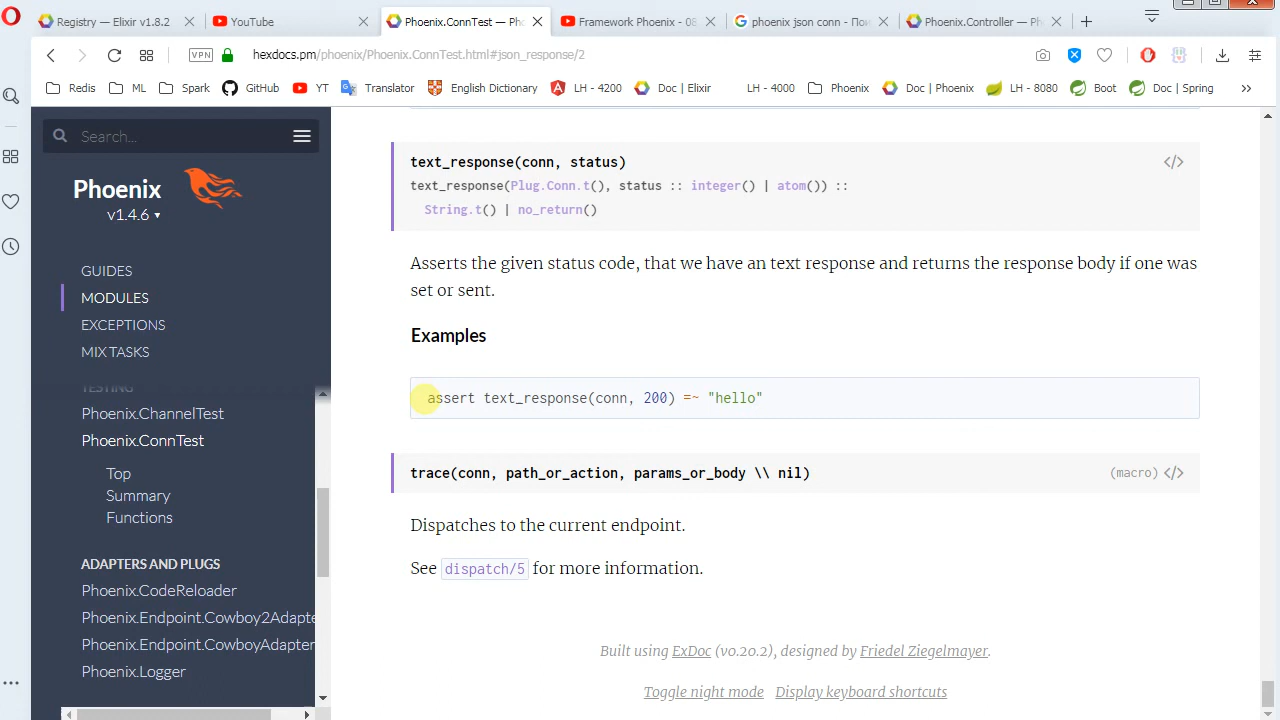 Registry — Elixir v1.8.2
YouTube
Phoenix.ConnTest — Pho
Framework Phoenix - 08
phoenix json conn - Пои
Phoenix.Controller — Ph
VPN
hexdocs.pm/phoenix/Phoenix.ConnTest.html#json_response/2
Redis
ML
Spark
GitHub
YT
Translator
English Dictionary
LH - 4200
Doc | Elixir
LH - 4000
Phoenix
Doc | Phoenix
LH - 8080
Boot
Doc | Spring
Search...
Phoenix
v1.4.6
GUIDES
MODULES
EXCEPTIONS
MIX TASKS
TESTING
Phoenix.ChannelTest
Phoenix.ConnTest
Top
Summary
Functions
ADAPTERS AND PLUGS
Phoenix.CodeReloader
Phoenix.Endpoint.Cowboy2Adapte
Phoenix.Endpoint.CowboyAdapter
Phoenix.Logger
text_response(conn, status)
text_response(Plug.Conn.t(), status :: integer() | atom()) ::
String.t() | no_return()
Asserts the given status code, that we have an text response and returns the response body if one was
set or sent.
Examples
assert text_response(conn, 200) =~ "hello"
trace(conn, path_or_action, params_or_body \\ nil)
(macro)
Dispatches to the current endpoint.
See dispatch/5 for more information.
Built using ExDoc (v0.20.2), designed by Friedel Ziegelmayer.
Toggle night mode Display keyboard shortcuts